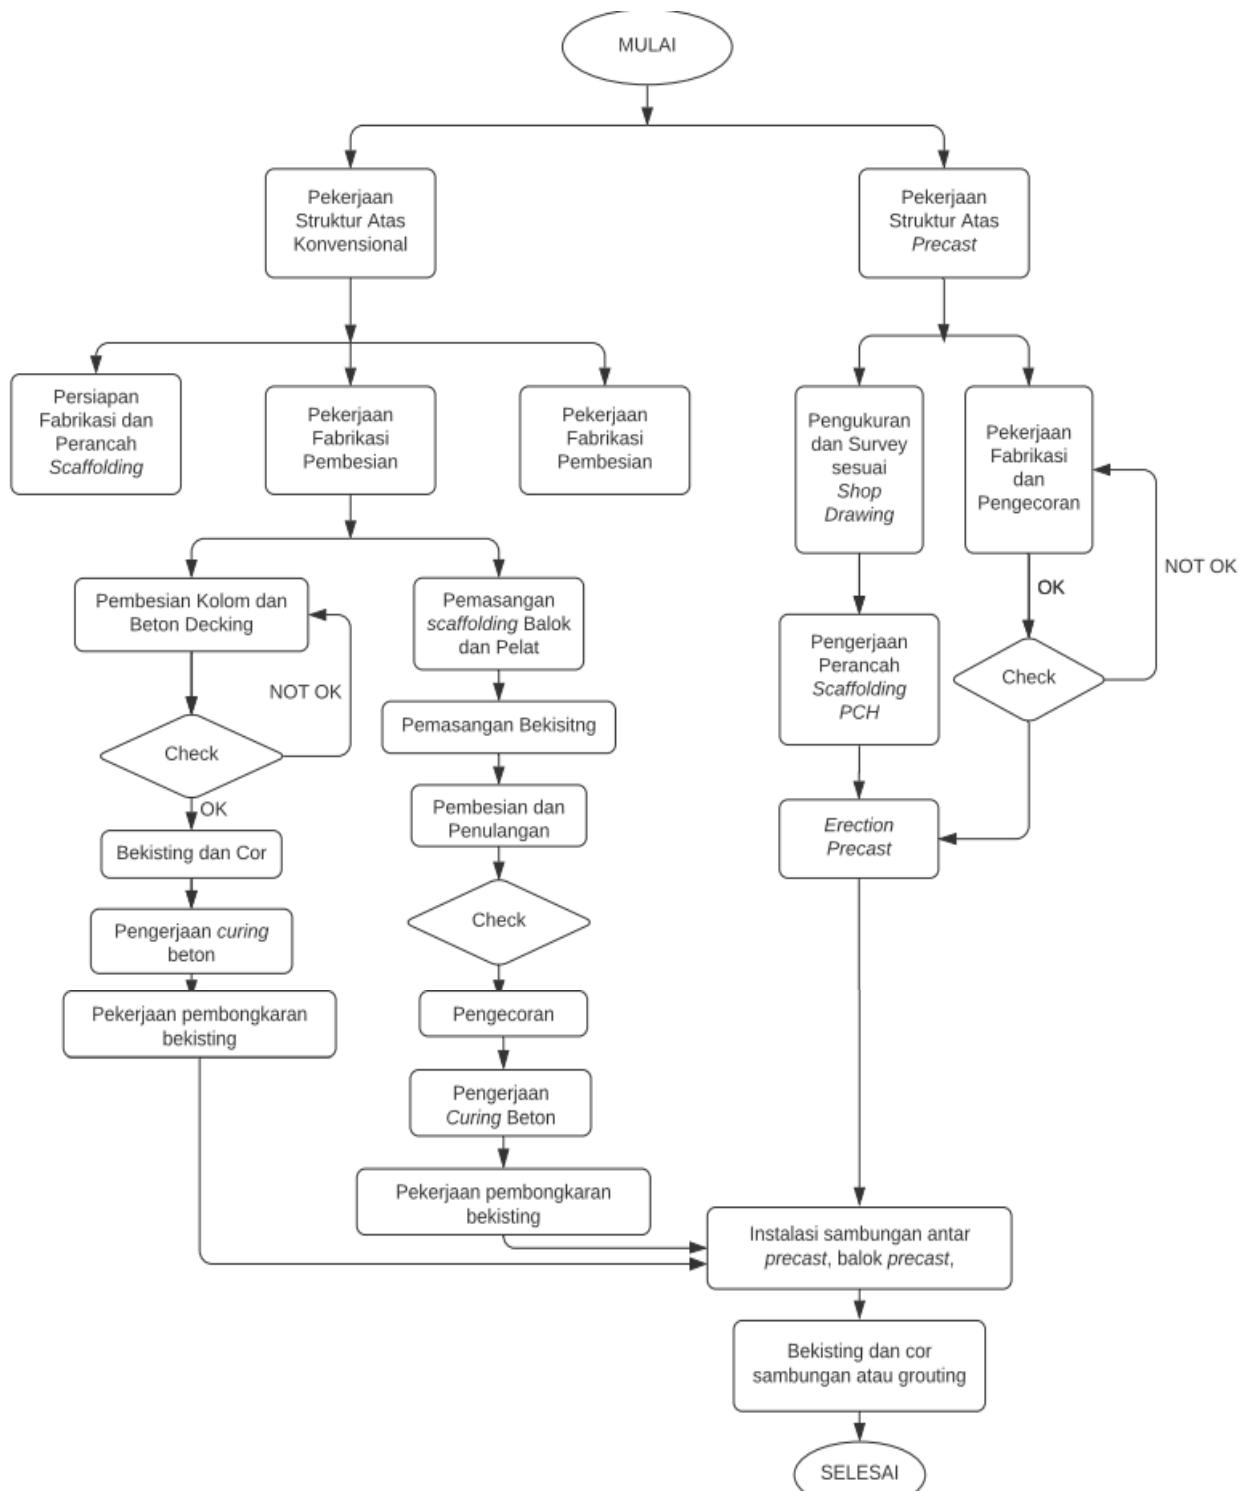 MULAI
Pekerjaan
Struktur Atas
Konvensional
Pekerjaan
Struktur Atas
Precast
Persiapan
Fabrikasi dan
Perancah
Scaffolding
Pekerjaan
Fabrikasi
Pembesian
Pekerjaan
Fabrikasi
Pembesian
Pengukuran
dan Survey
sesuai
Shop
Drawing
Pekerjaan
Fabrikasi
dan
Pengecoran
NOT OK
OK
Pembesian Kolom dan
Beton Decking
NOT OK
Check
OK
Bekisting dan Cor
Pengerjaan curing
beton
Pekerjaan pembongkaran
bekisting
Pemasangan
scaffolding Balok
dan Pelat
Pemasangan Bekisitng
Pembesian dan
Penulangan
Check
Pengecoran
Pengerjaan
Curing Beton
Pekerjaan pembongkaran
bekisting
Pengerjaan
Perancah
Scaffolding
PCH
Check
Erection
Precast
Instalasi sambungan antar
precast, balok precast,
Bekisting dan cor
sambungan atau grouting
SELESAI